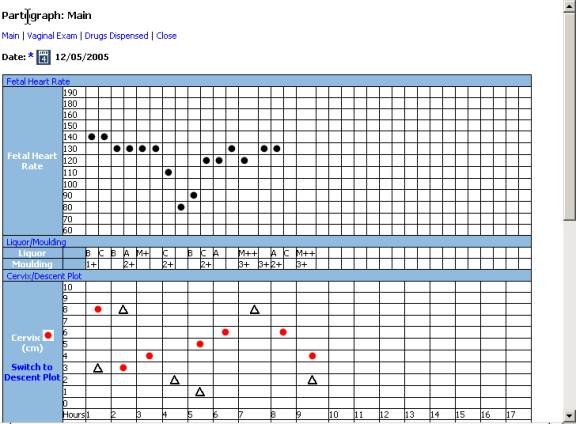 Partograph: Main
Main | Vaginal Exam | Drugs Dispensed | Close
Date: * 12/05/2005
Fetal Heart Rate
Fetal Heart Rate
190
180
170
160
150
140
130
120
110
100
90
80
70
60
Liquor/Moulding
Liquor B C B A M+ C B C A M++ A C M++
Moulding 1+ 2+ 2+ 2+ 3+ 3+ 2+ 3+
Cervix/Descent Plot
Cervix
(cm)
Switch to
Descent Plot
10
9
8
7
6
5
4
3
2
1
0
Hours 1 2 3 4 5 6 7 8 9 10 11 12 13 14 15 16 17